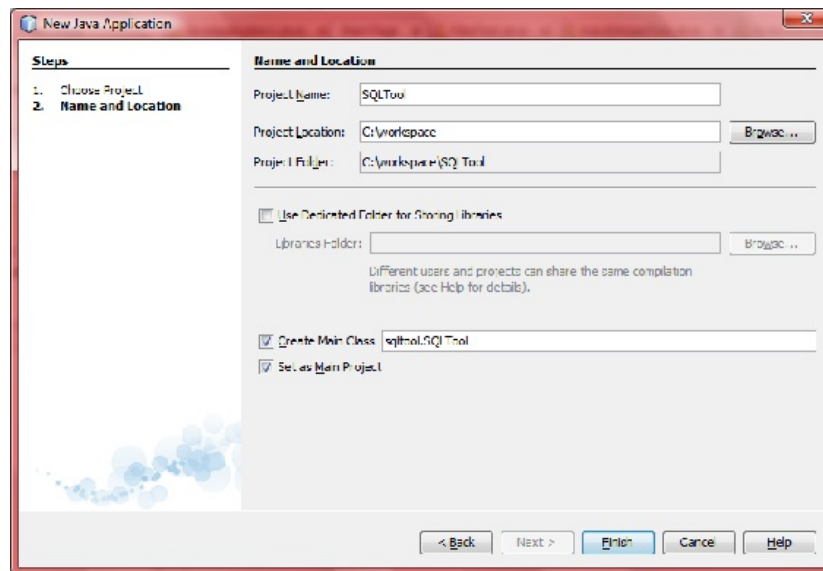 New Java Application
Steps
1. Choose Project
2. Name and Location
Name and Location
Project Name: SQLTool
Project Location: C:\workspace Browse...
Project Folder: C:\workspace\SQLTool
Use Dedicated Folder for Storing Libraries
Libraries Folder: Browse...
Different users and projects can share the same compilation
libraries (see Help for details).
Create Main Class sqltool.SQLTool
Set as Main Project
< Back Next > Finish Cancel Help